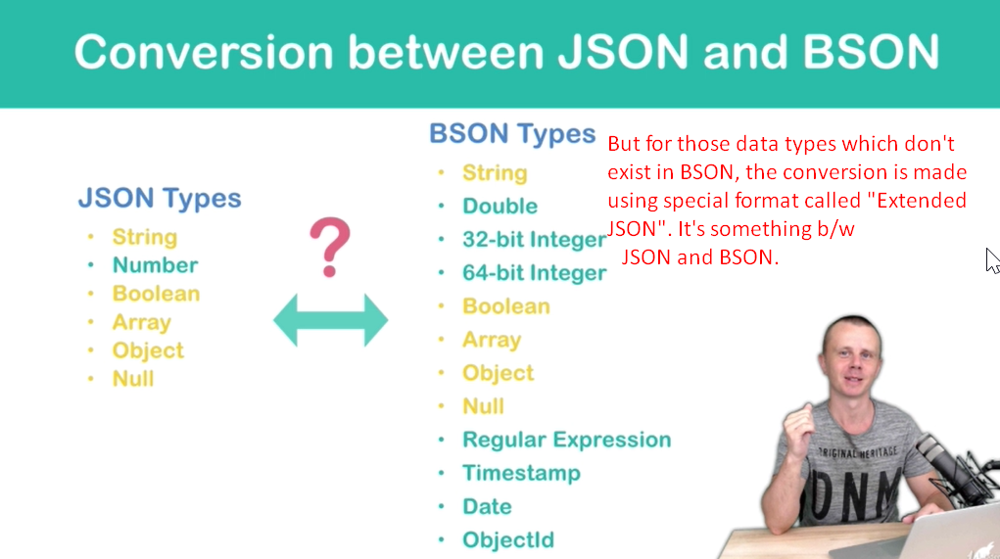 Conversion between JSON and BSON
BSON Types
But for those data types which don't
exist in BSON, the conversion is made
using special format called "Extended
JSON". It's something b/w
JSON and BSON.
JSON Types
• String
• Number
• Boolean
• Array
• Object
• Null
?
• String
• Double
• 32-bit Integer
• 64-bit Integer
• Boolean
• Array
• Object
• Null
• Regular Expression
• Timestamp
• Date
• ObjectId
ORIGINAL HERITAGE
DNM